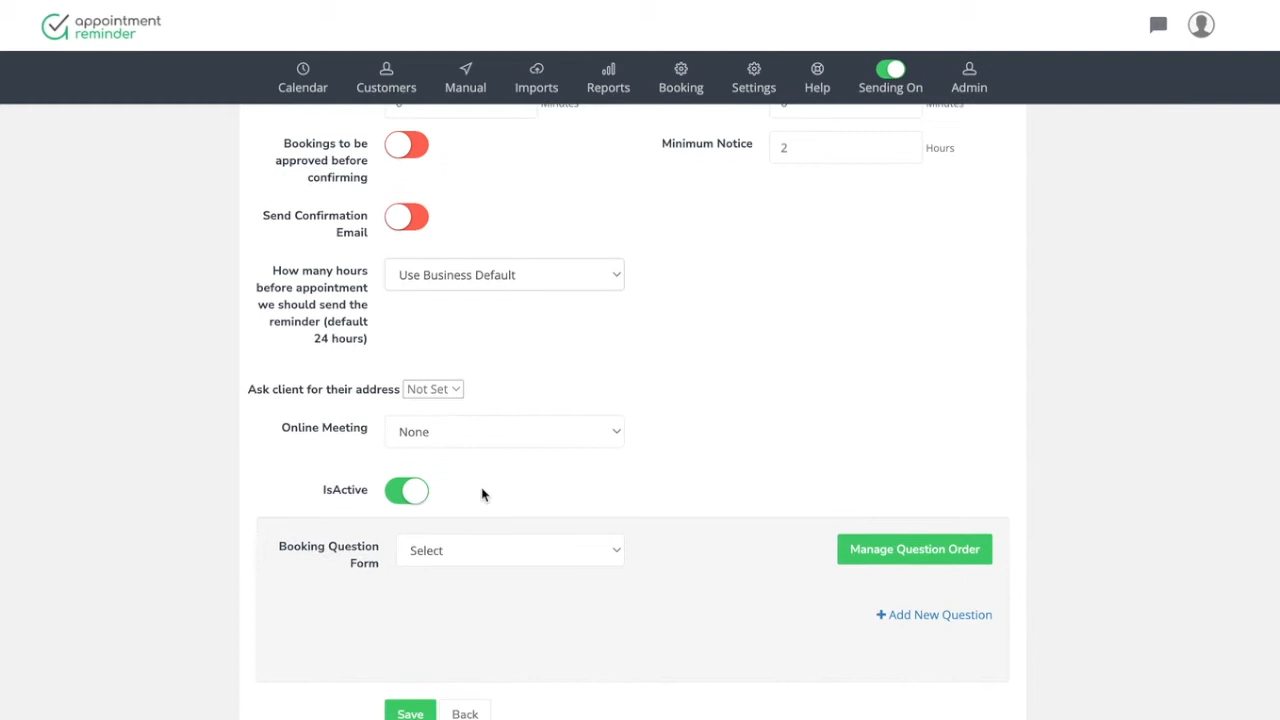 appointment
reminder
Calendar
Customers
Manual
Imports
Reports
Booking
Settings
Help
Sending On
Admin
Minutes
Minutes
Bookings to be
approved before
confirming
Minimum Notice
2
Hours
Send Confirmation
Email
How many hours
before appointment
we should send the
reminder (default
24 hours)
Use Business Default
Ask client for their address
Not Set
Online Meeting
None
IsActive
Booking Question
Form
Select
Manage Question Order
+ Add New Question
Save
Back